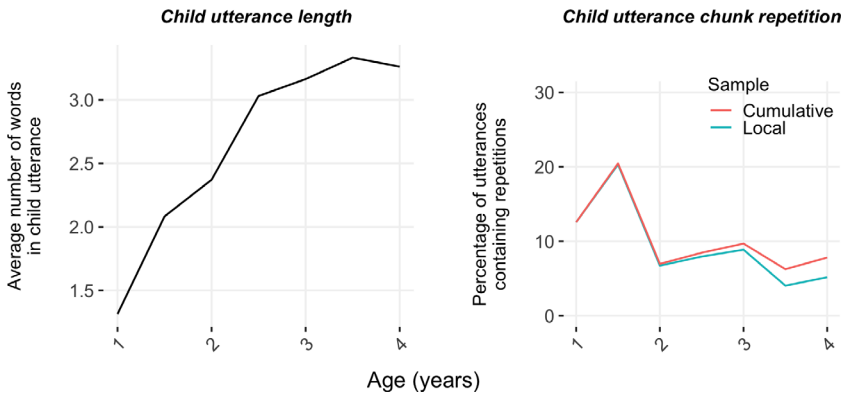 Child utterance length
Average number of words
in child utterance
3.0
2.5
2.0
1.5
1
2
3
4
Child utterance chunk repetition
Percentage of utterances
containing repetitions
30
20
10
0
Sample
Cumulative
Local
1
2
3
4
Age (years)